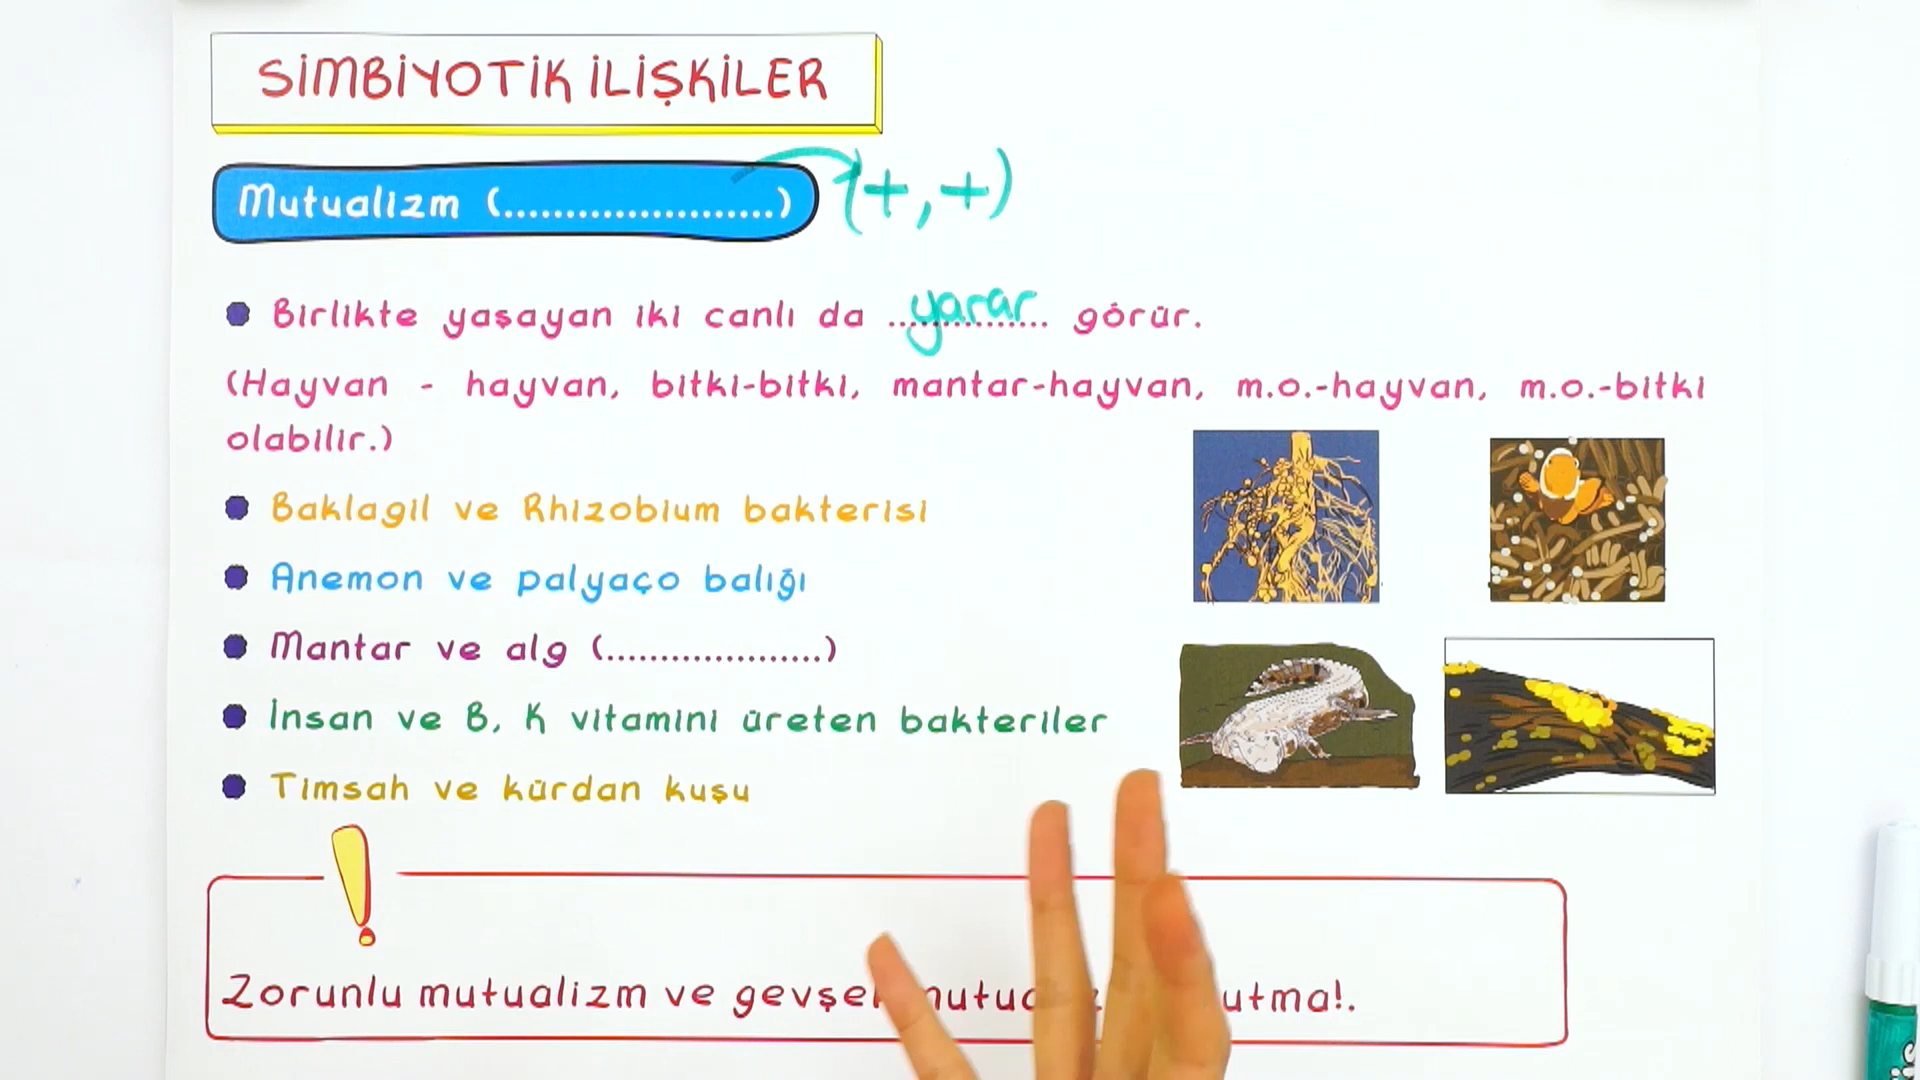 SİMBİYOTİK İLİŞKİLER
Mutualizm (......................) (+,+)
Birlikte yaşayan iki canlı da ...yarar... görür.
(Hayvan - hayvan, bitki-bitki, mantar-hayvan, m.o.-hayvan, m.o.-bitki
olabilir.)
Baklagil ve Rhizobium bakterisi
Anemon ve palyaço balığı
Mantar ve alg (....................)
İnsan ve B, K vitamini üreten bakteriler
Timsah ve kürdan kuşu
!
Zorunlu mutualizm ve